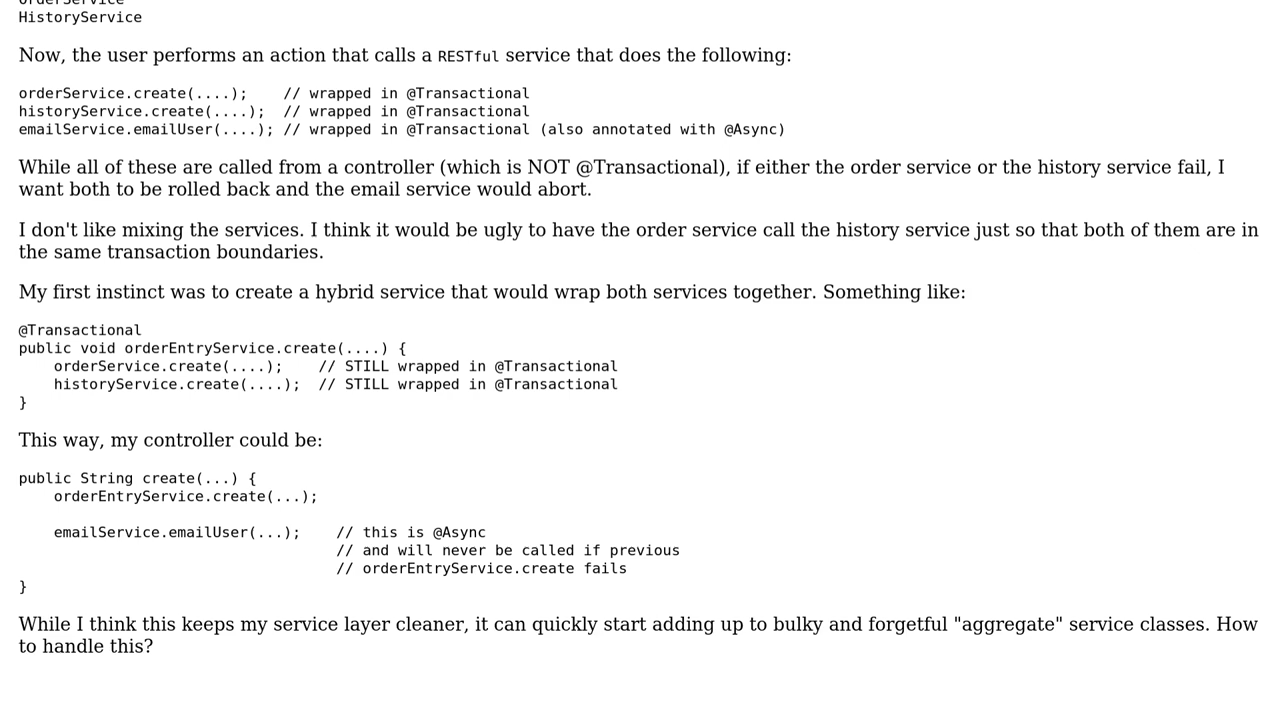 HistoryService
Now, the user performs an action that calls a RESTful service that does the following:
orderService.create(....);    // wrapped in @Transactional
historyService.create(....);  // wrapped in @Transactional
emailService.emailUser(....); // wrapped in @Transactional (also annotated with @Async)
While all of these are called from a controller (which is NOT @Transactional), if either the order service or the history service fail, I
want both to be rolled back and the email service would abort.
I don't like mixing the services. I think it would be ugly to have the order service call the history service just so that both of them are in
the same transaction boundaries.
My first instinct was to create a hybrid service that would wrap both services together. Something like:
@Transactional
public void orderEntryService.create(....) {
    orderService.create(....);    // STILL wrapped in @Transactional
    historyService.create(....);  // STILL wrapped in @Transactional
}
This way, my controller could be:
public String create(...) {
    orderEntryService.create(...);
    emailService.emailUser(...);    // this is @Async
                                    // and will never be called if previous
                                    // orderEntryService.create fails
}
While I think this keeps my service layer cleaner, it can quickly start adding up to bulky and forgetful "aggregate" service classes. How
to handle this?